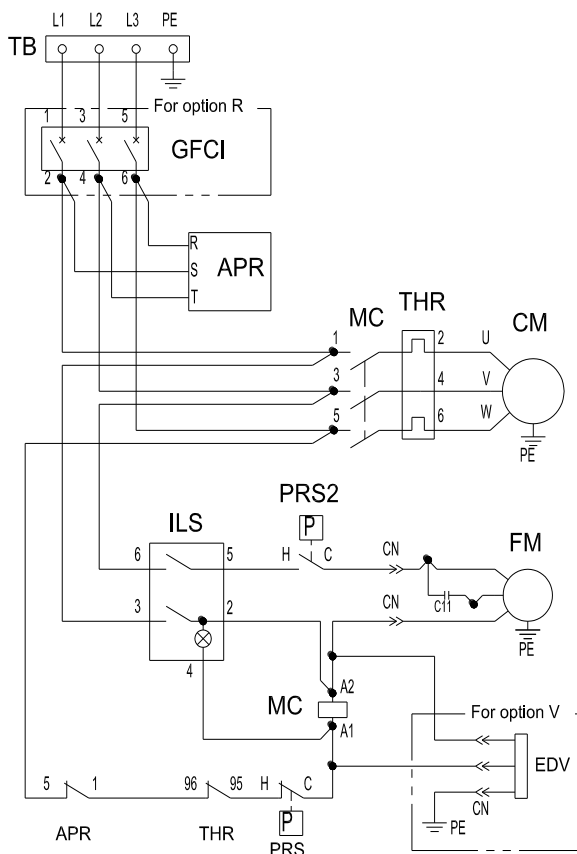 L1 L2 L3 PE
TB
For option R
1 3 5
GFCI
2 4 6
R
S APR
T
MC THR CM
1 2 U
3 4 V
5 6 W
PE
PRS2
ILS P FM
6 5 H C CN
C11
3 2 CN
PE
4
A2
MC
A1
For option V
EDV
CN
PE
5 1 96 95 H C
P
APR THR PRS